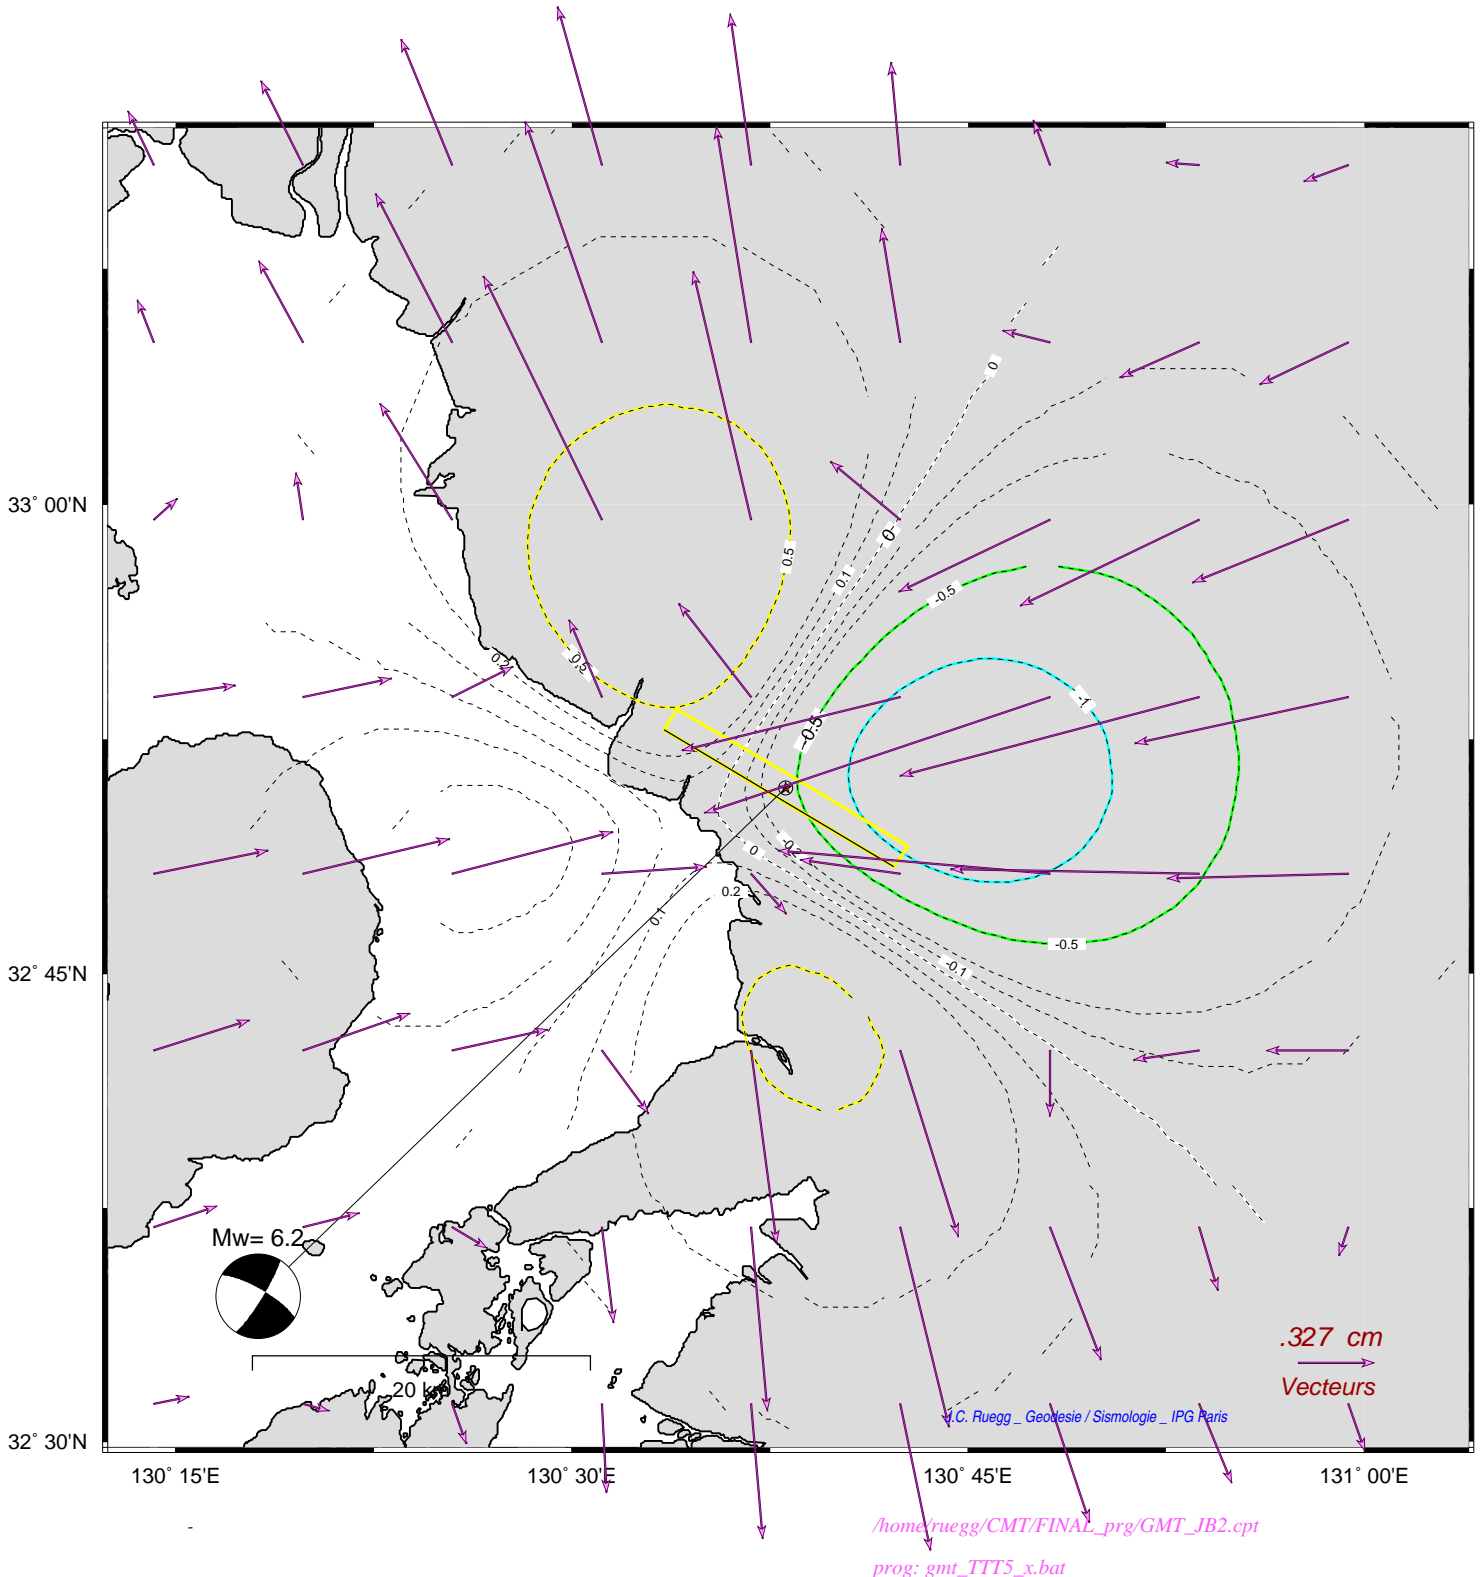 0
0
0.5
0.1
-0.5
0.2
0.5
-1
-0.5
33° 00'N
0
0.2
0.1
-0.5
-0.1
32° 45'N
Mw= 6.2
.327 cm
Vecteurs
20
J.C. Ruegg _ Geodesie / Sismologie _ IPG Paris
32° 30'N
130° 15'E
130° 30'E
130° 45'E
131° 00'E
/home/ruegg/CMT/FINAL_prg/GMT_JB2.cpt
prog: gmt_TTT5_x.bat